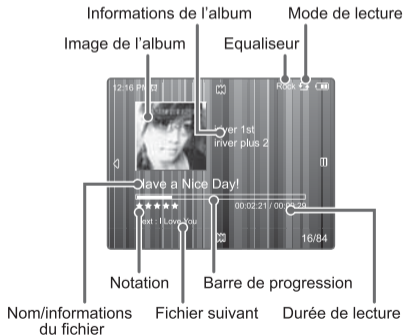 Informations de l'album
Mode de lecture
Image de l'album
Equaliseur
12:16 PM
Rock
iriver 1st
iriver plus 2
Have a Nice Day!
00:02:21 / 00:03:29
Next : I Love You
16/84
Notation
Barre de progression
Nom/informations
du fichier
Fichier suivant
Durée de lecture